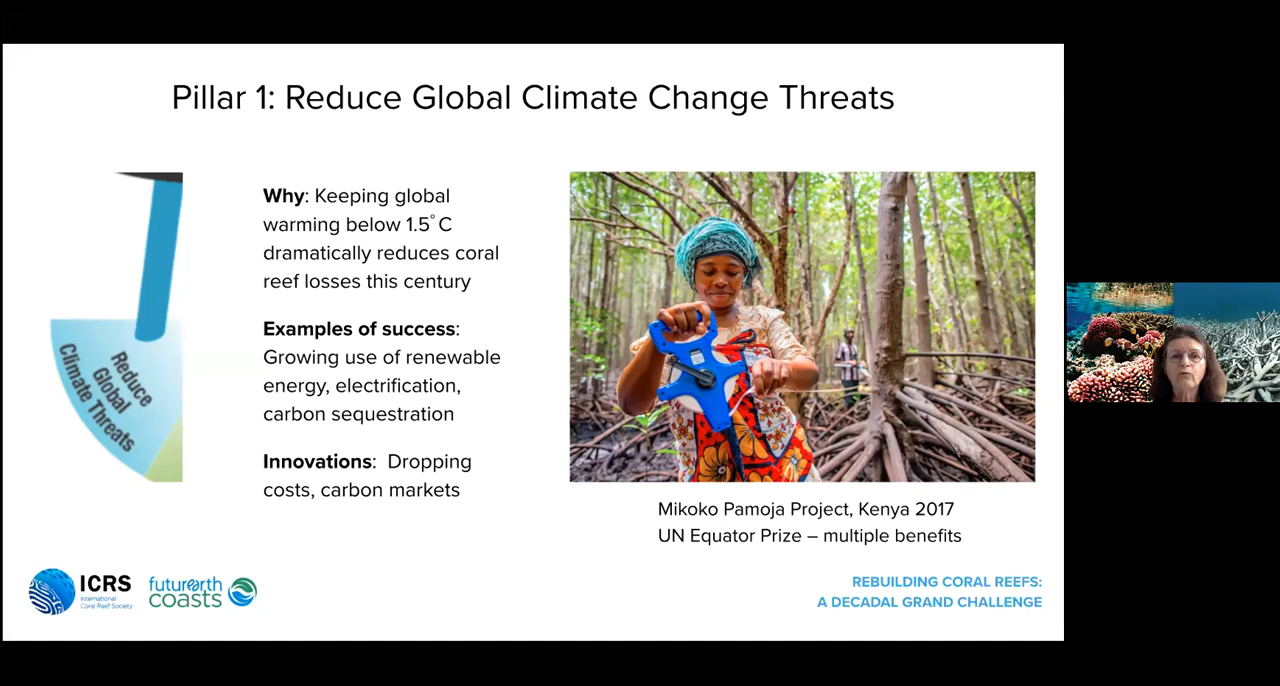 Pillar 1: Reduce Global Climate Change Threats
Reduce
Global
Climate Threats
Why: Keeping global
warming below 1.5°C
dramatically reduces coral
reef losses this century
Examples of success:
Growing use of renewable
energy, electrification,
carbon sequestration
Innovations: Dropping
costs, carbon markets
Mikoko Pamoja Project, Kenya 2017
UN Equator Prize – multiple benefits
ICRS
International
Coral Reef Society
futurearth
coasts
REBUILDING CORAL REEFS:
A DECADAL GRAND CHALLENGE